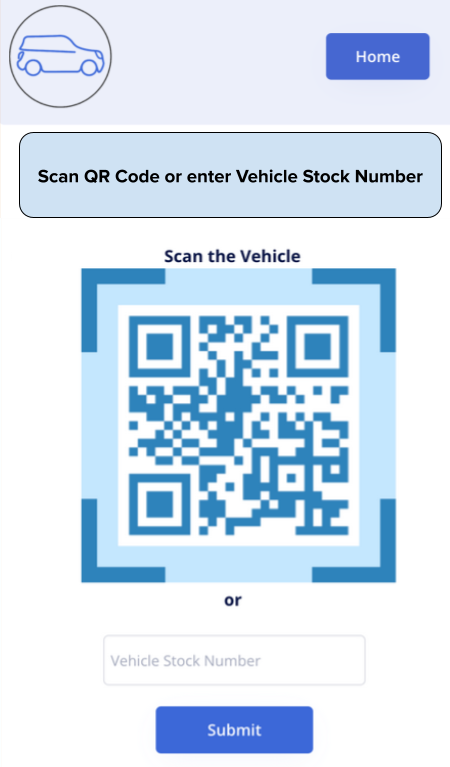 Home
Scan QR Code or enter Vehicle Stock Number
Scan the Vehicle
or
Vehicle Stock Number
Submit